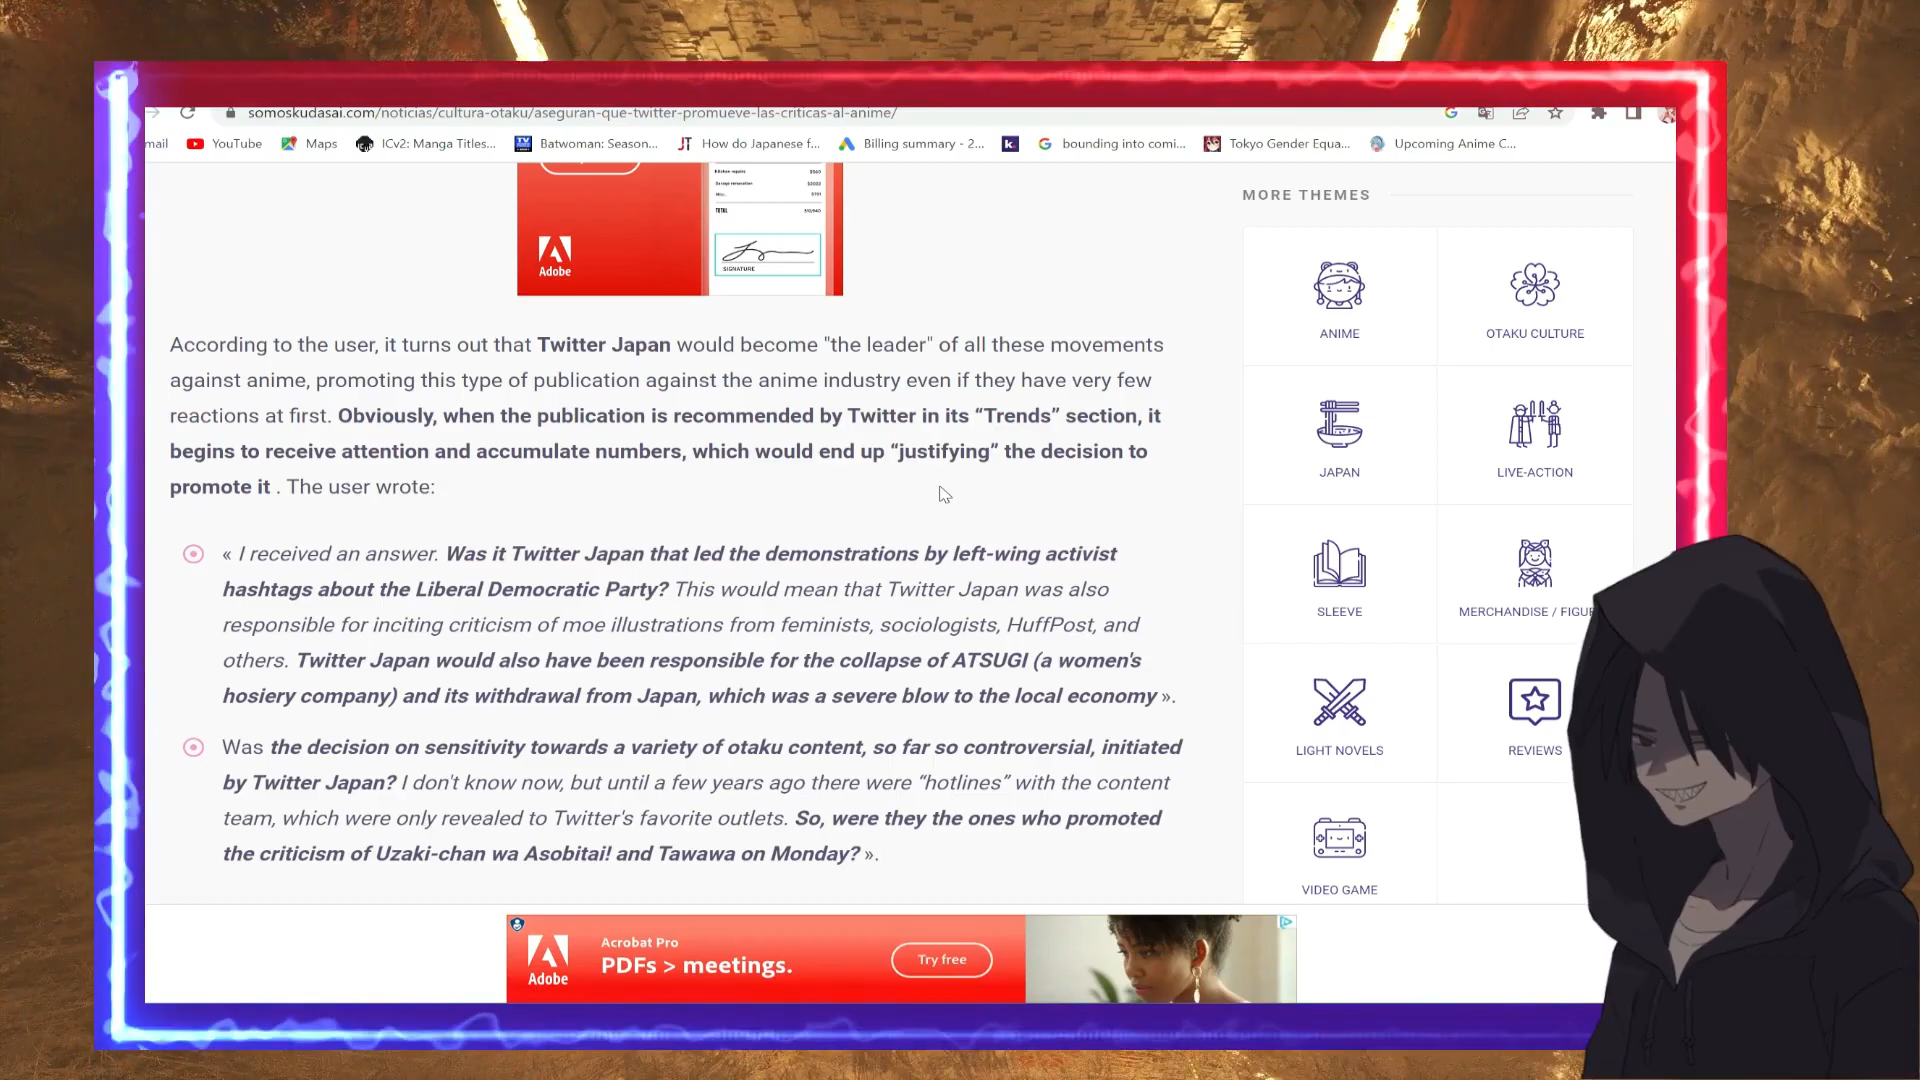 somoskudasai.com/noticias/cultura-otaku/aseguran-que-twitter-promueve-las-criticas-al-anime/
mail YouTube Maps ICv2: Manga Titles... Batwoman: Season... How do Japanese f... Billing summary - 2... bounding into comi... Tokyo Gender Equa... Upcoming Anime C...
Kitchen repairs $560
Garage renovation $2000
TOTAL
Adobe
SIGNATURE
According to the user, it turns out that Twitter Japan would become "the leader" of all these movements
against anime, promoting this type of publication against the anime industry even if they have very few
reactions at first. Obviously, when the publication is recommended by Twitter in its “Trends” section, it
begins to receive attention and accumulate numbers, which would end up “justifying” the decision to
promote it . The user wrote:
« I received an answer. Was it Twitter Japan that led the demonstrations by left-wing activist
hashtags about the Liberal Democratic Party? This would mean that Twitter Japan was also
responsible for inciting criticism of moe illustrations from feminists, sociologists, HuffPost, and
others. Twitter Japan would also have been responsible for the collapse of ATSUGI (a women's
hosiery company) and its withdrawal from Japan, which was a severe blow to the local economy ».
Was the decision on sensitivity towards a variety of otaku content, so far so controversial, initiated
by Twitter Japan? I don't know now, but until a few years ago there were “hotlines” with the content
team, which were only revealed to Twitter's favorite outlets. So, were they the ones who promoted
the criticism of Uzaki-chan wa Asobitai! and Tawawa on Monday? ».
MORE THEMES
ANIME
OTAKU CULTURE
JAPAN
LIVE-ACTION
SLEEVE
MERCHANDISE / FIGU
LIGHT NOVELS
REVIEWS
VIDEO GAME
Adobe
Acrobat Pro
PDFs > meetings.
Try free